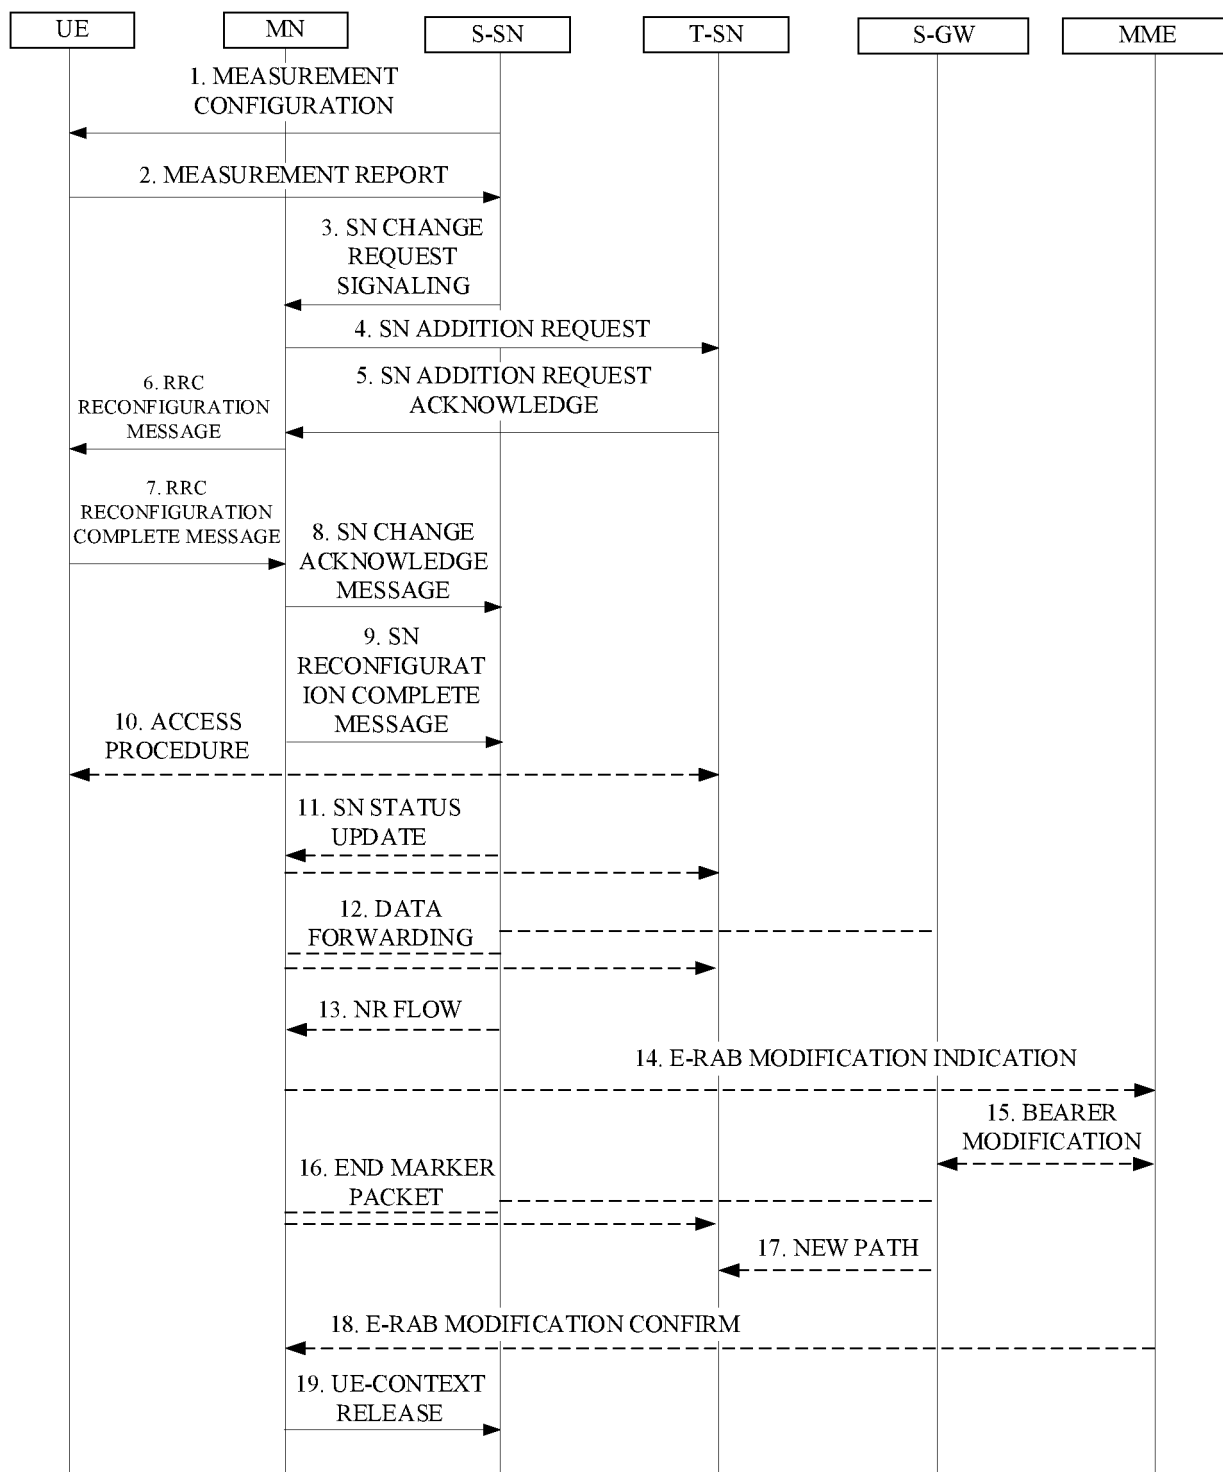 UE
MN
S-SN
T-SN
S-GW
MME
1. MEASUREMENT
CONFIGURATION
2. MEASUREMENT REPORT
3. SN CHANGE
REQUEST
SIGNALING
4. SN ADDITION REQUEST
5. SN ADDITION REQUEST
ACKNOWLEDGE
6. RRC
RECONFIGURATION
MESSAGE
7. RRC
RECONFIGURATION
COMPLETE MESSAGE
8. SN CHANGE
ACKNOWLEDGE
MESSAGE
9. SN
RECONFIGURAT
ION COMPLETE
MESSAGE
10. ACCESS
PROCEDURE
11. SN STATUS
UPDATE
12. DATA
FORWARDING
13. NR FLOW
14. E-RAB MODIFICATION INDICATION
15. BEARER
MODIFICATION
16. END MARKER
PACKET
17. NEW PATH
18. E-RAB MODIFICATION CONFIRM
19. UE-CONTEXT
RELEASE